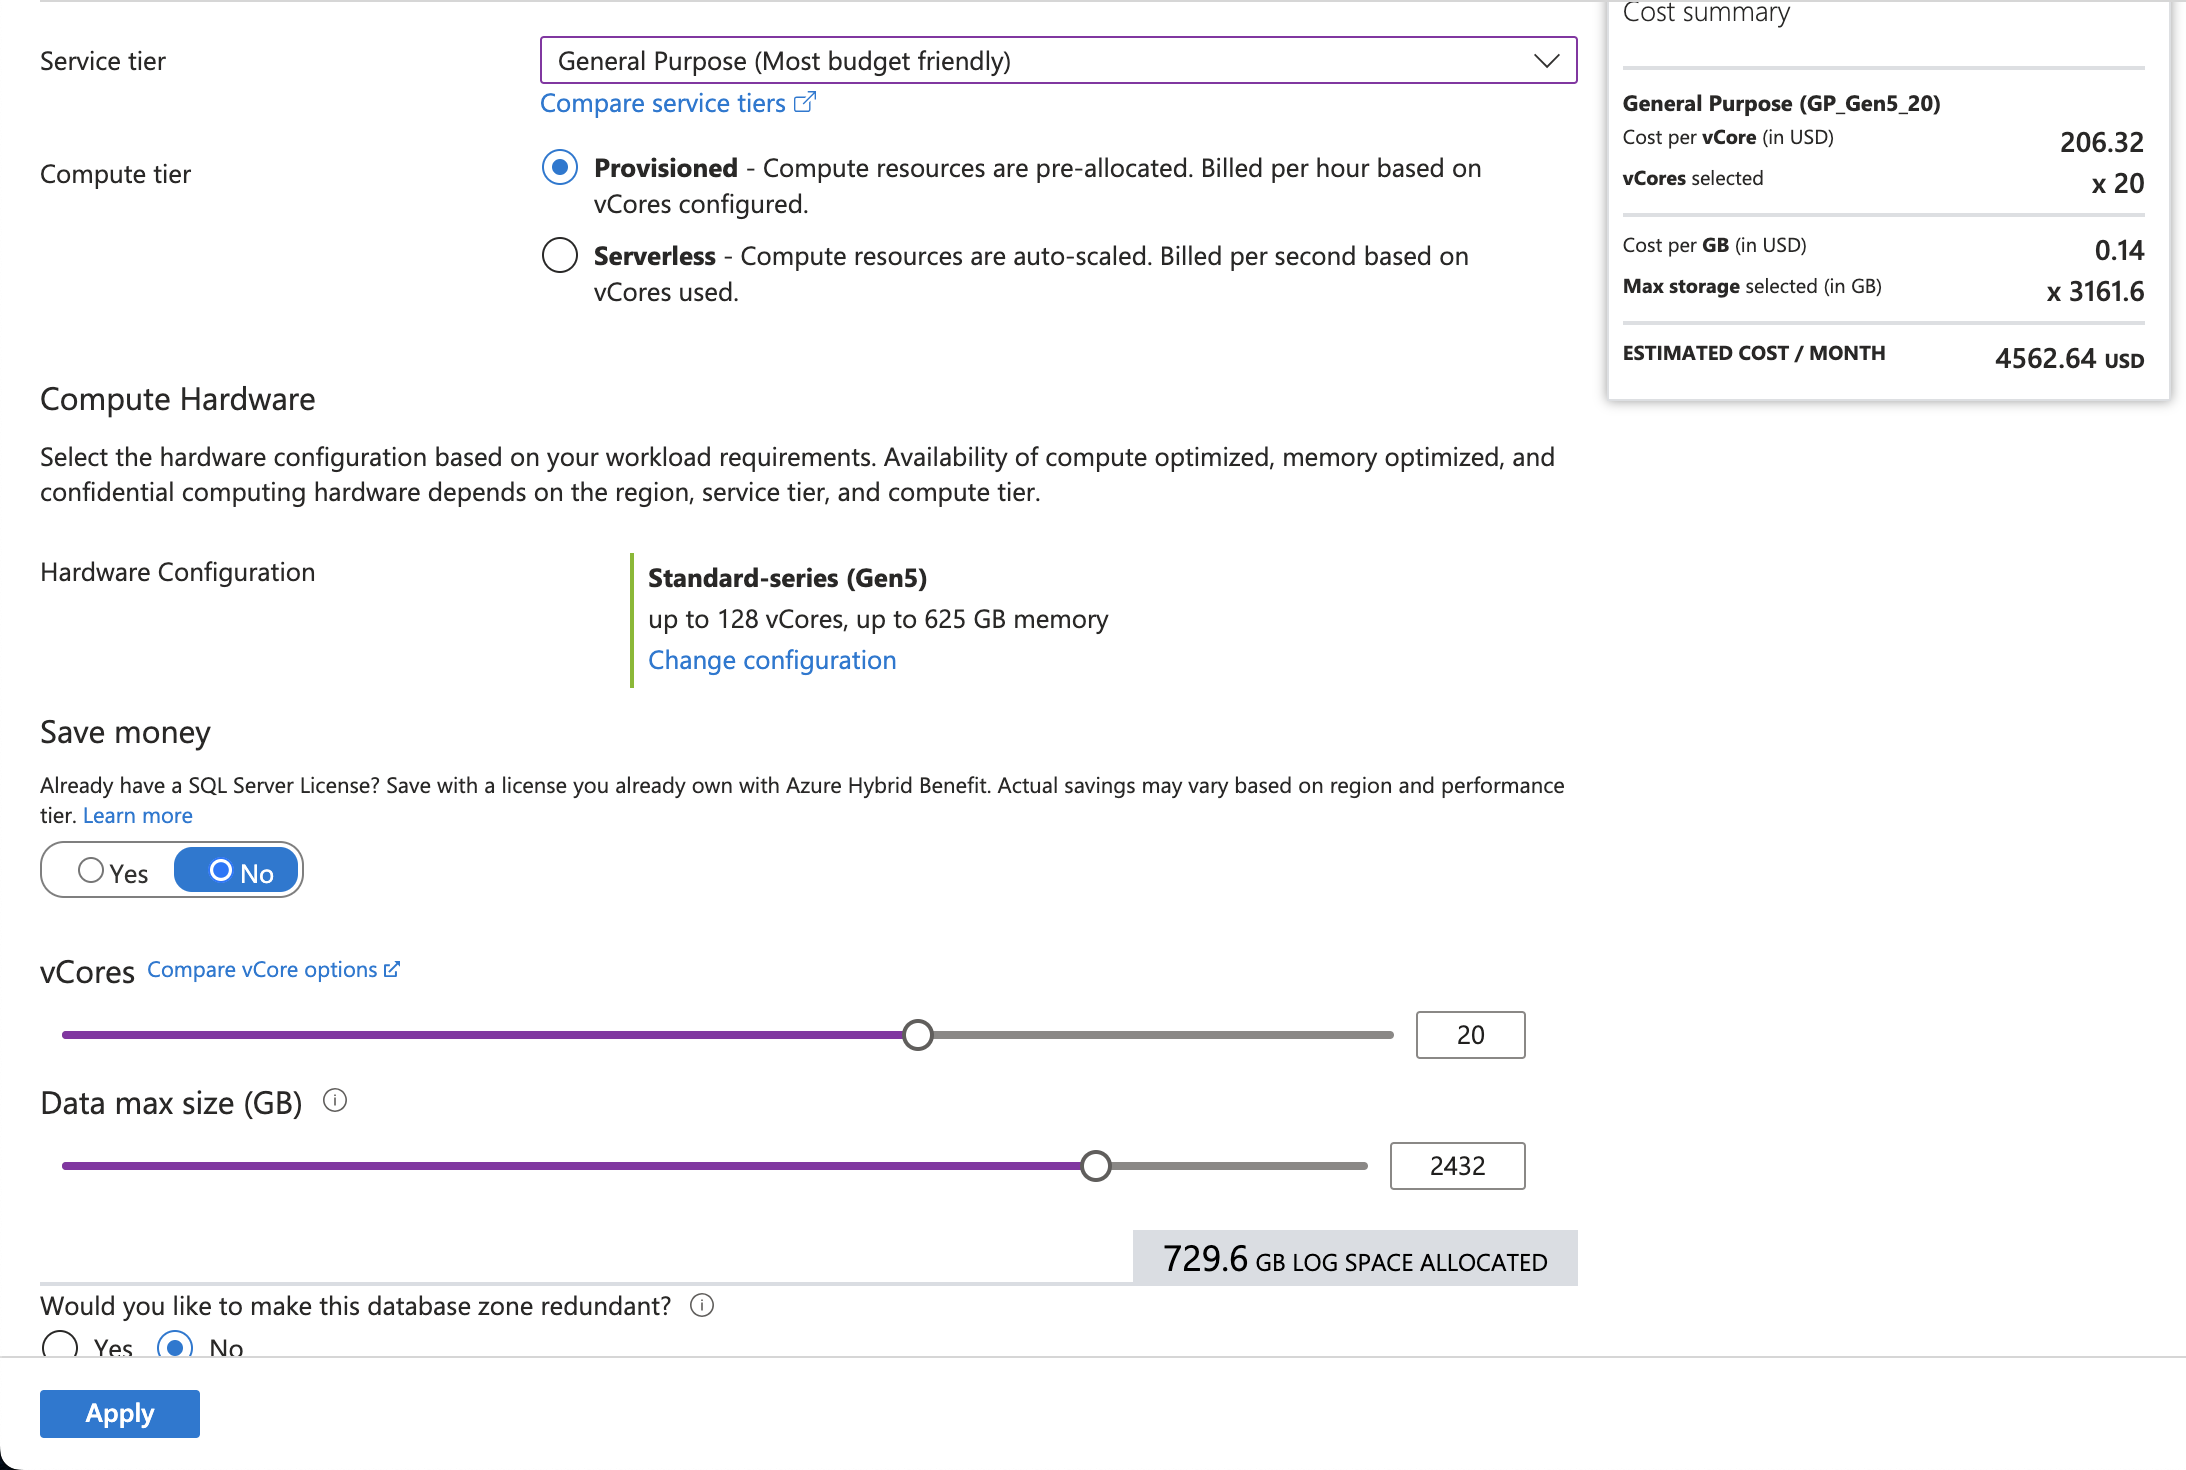 Service tier
General Purpose (Most budget friendly)
Compare service tiers
Compute tier
Provisioned - Compute resources are pre-allocated. Billed per hour based on
vCores configured.
Serverless - Compute resources are auto-scaled. Billed per second based on
vCores used.
Compute Hardware
Select the hardware configuration based on your workload requirements. Availability of compute optimized, memory optimized, and
confidential computing hardware depends on the region, service tier, and compute tier.
Hardware Configuration
Standard-series (Gen5)
up to 128 vCores, up to 625 GB memory
Change configuration
Save money
Already have a SQL Server License? Save with a license you already own with Azure Hybrid Benefit. Actual savings may vary based on region and performance
tier. Learn more
Yes No
vCores Compare vCore options
20
Data max size (GB)
2432
729.6 GB LOG SPACE ALLOCATED
Would you like to make this database zone redundant?
Yes No
Apply
Cost summary
General Purpose (GP_Gen5_20)
Cost per vCore (in USD) 206.32
vCores selected x 20
Cost per GB (in USD) 0.14
Max storage selected (in GB) x 3161.6
ESTIMATED COST / MONTH 4562.64 USD